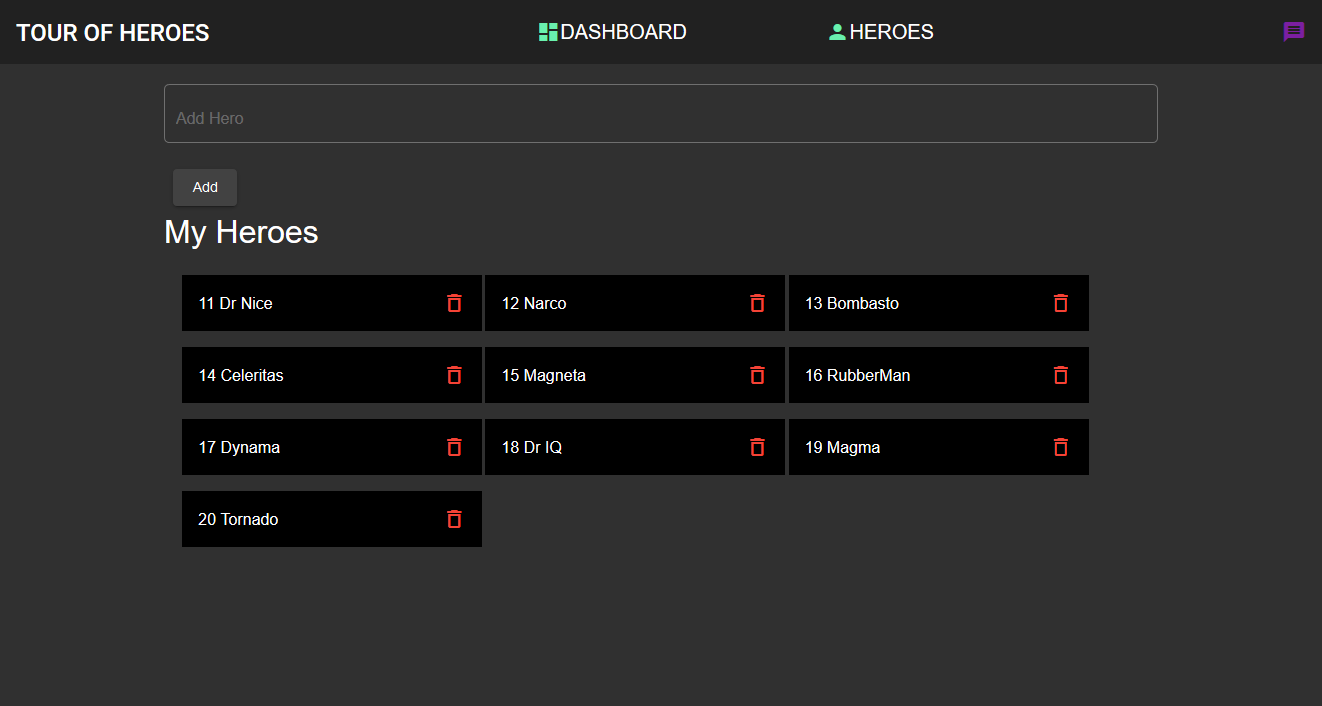 TOUR OF HEROES DASHBOARD HEROES
Add Hero
Add
My Heroes
11 Dr Nice 12 Narco 13 Bombasto
14 Celeritas 15 Magneta 16 RubberMan
17 Dynama 18 Dr IQ 19 Magma
20 Tornado